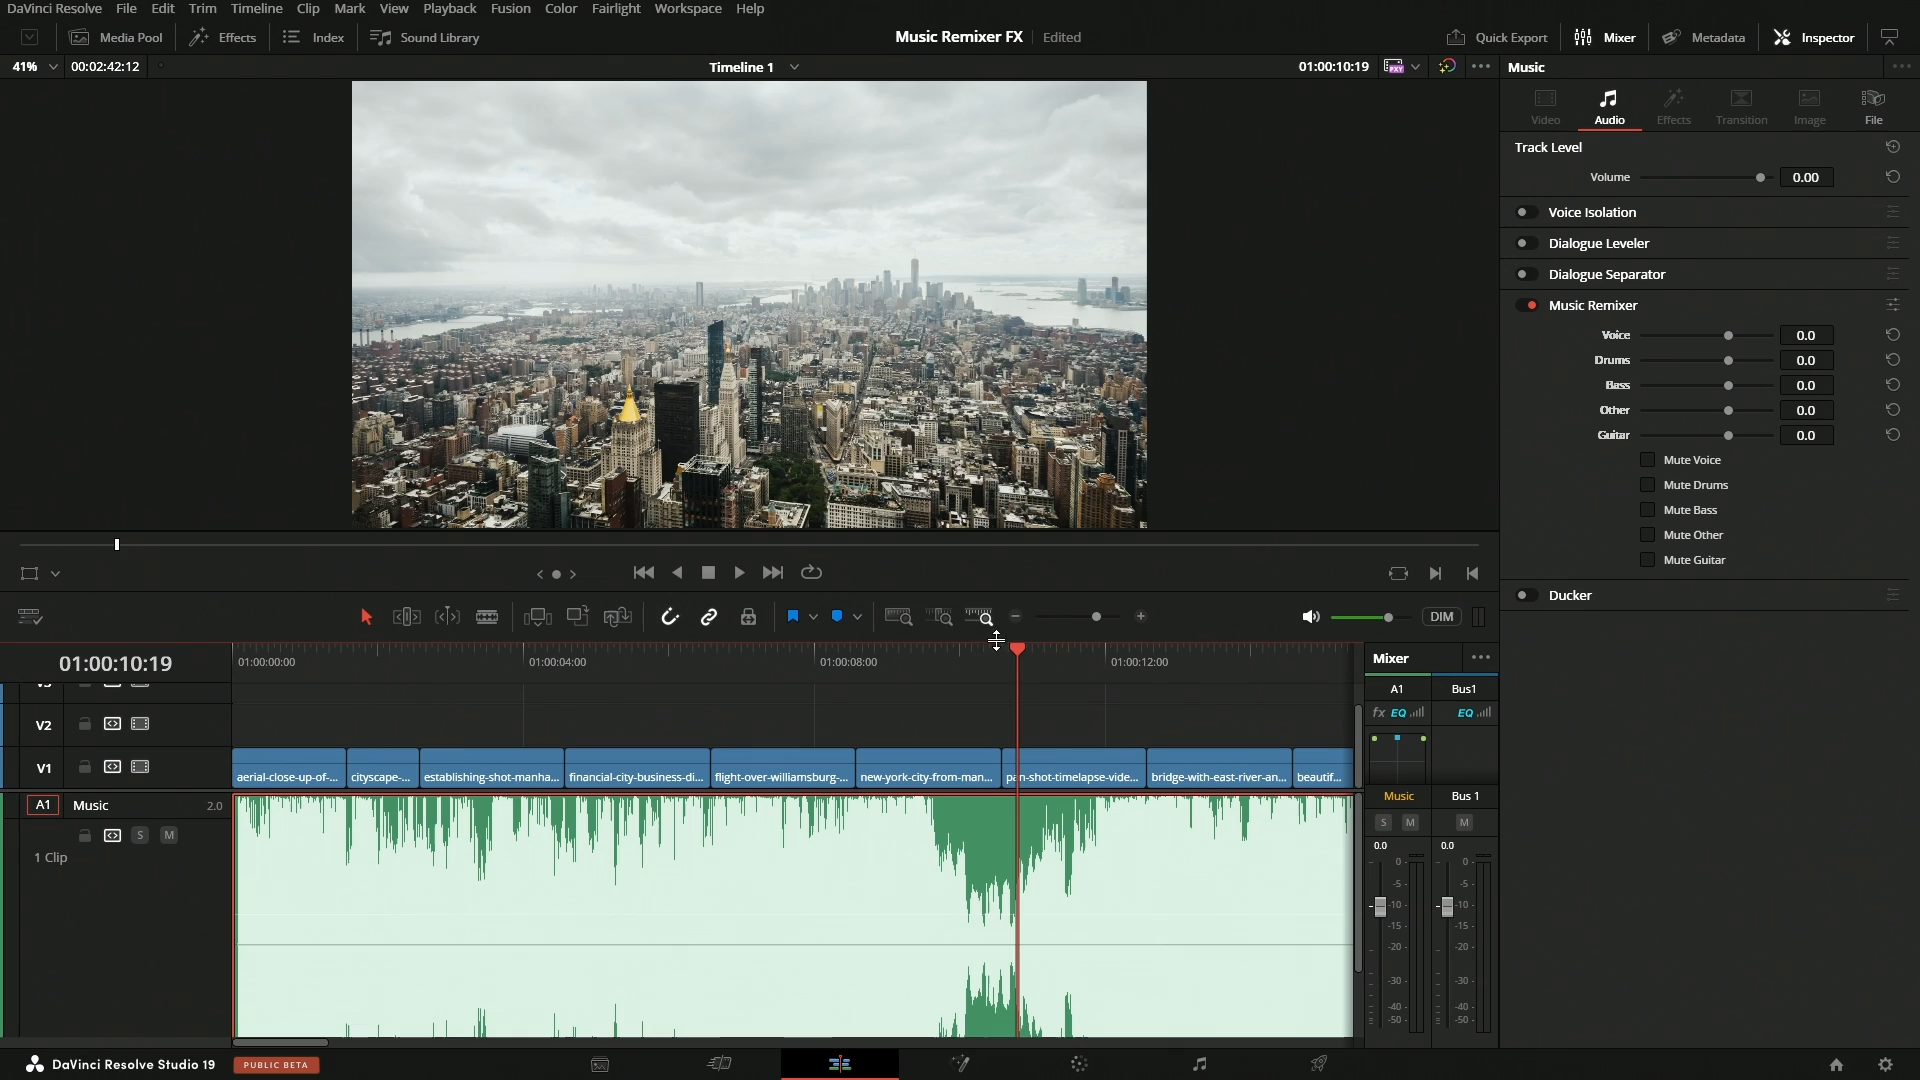 DaVinci Resolve File Edit Trim Timeline Clip Mark View Playback Fusion Color Fairlight Workspace Help
Media Pool Effects Index Sound Library Music Remixer FX Edited Quick Export Mixer Metadata Inspector
41% 00:02:42:12 Timeline 1 01:00:10:19 PXY Music
Video Audio Effects Transition Image File
Track Level
Volume 0.00
Voice Isolation
Dialogue Leveler
Dialogue Separator
Music Remixer
Voice 0.0
Drums 0.0
Bass 0.0
Other 0.0
Guitar 0.0
Mute Voice
Mute Drums
Mute Bass
Mute Other
Mute Guitar
Ducker
DIM
01:00:10:19 01:00:00:00 01:00:04:00 01:00:08:00 01:00:12:00
V2
V1 aerial-close-up-of-... cityscape-... establishing-shot-manha... financial-city-business-di... flight-over-williamsburg-... new-york-city-from-man... pan-shot-timelapse-vide... bridge-with-east-river-an... beautif...
A1 Music 2.0
S M
1 Clip
Mixer
A1 Bus1
fx EQ EQ
Music Bus 1
S M M
0.0 0.0
0 0
-5 -5
-10 -10
-15 -15
-20 -20
-30 -30
-40 -40
-50 -50
DaVinci Resolve Studio 19 PUBLIC BETA